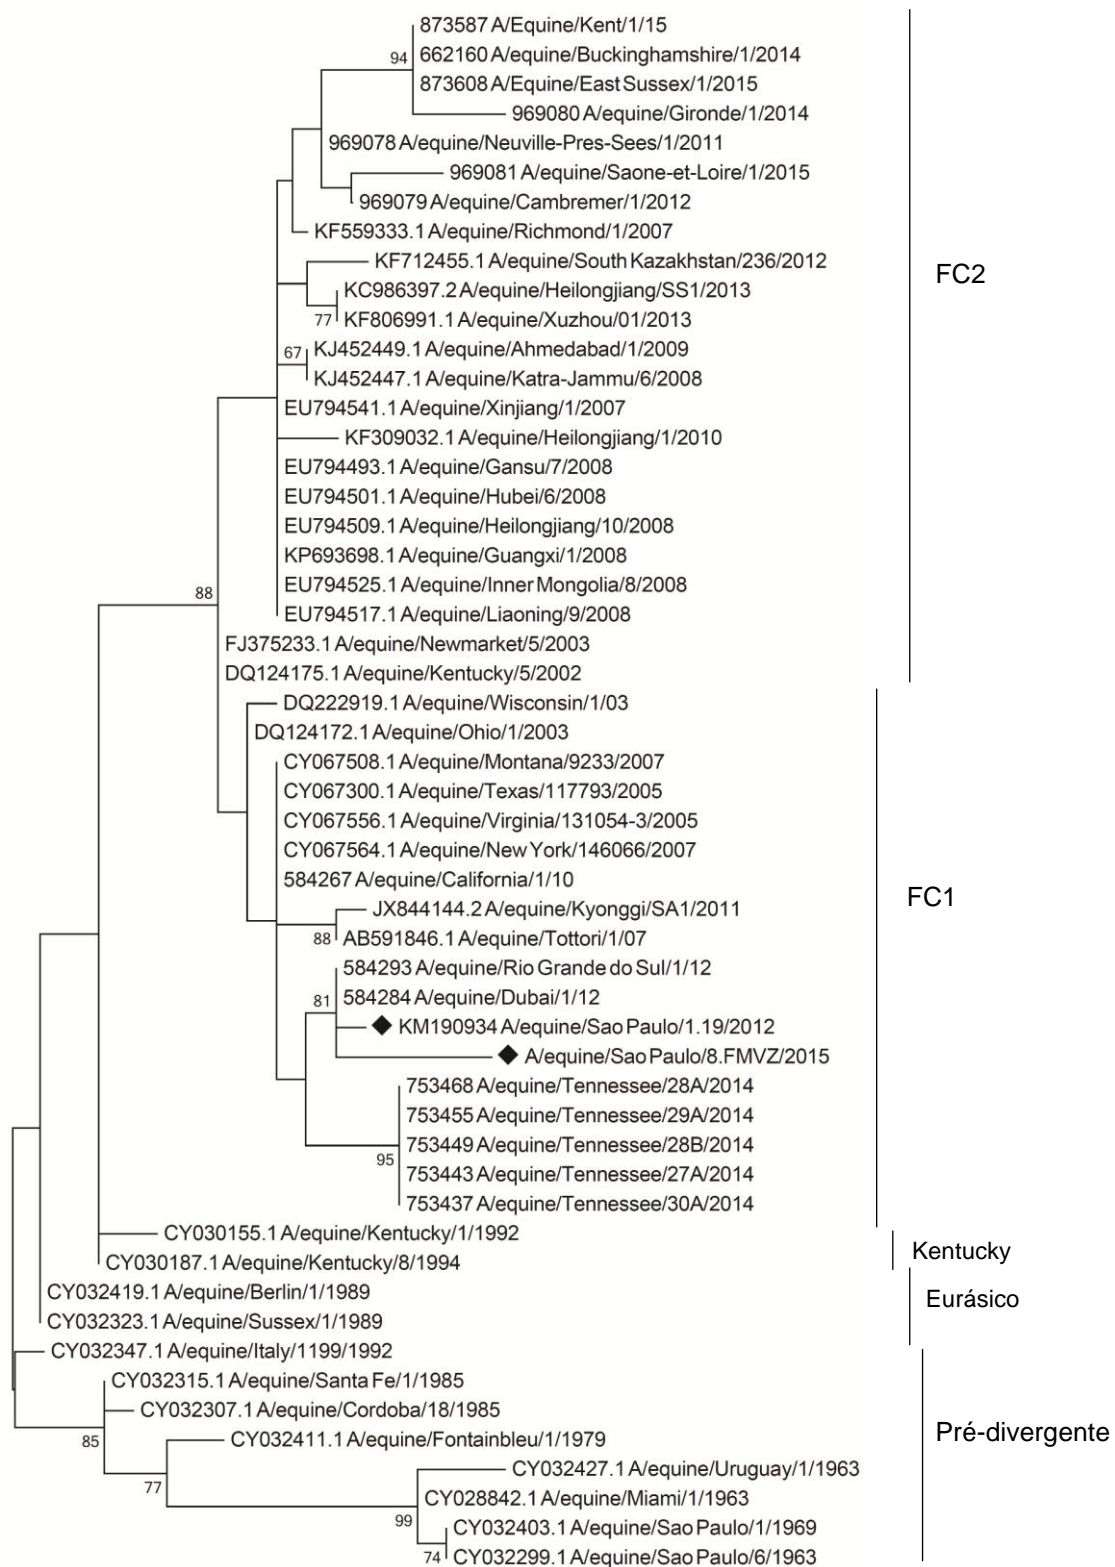 873587 A/Equine/Kent/1/15
94
662160 A/equine/Buckinghamshire/1/2014
873608 A/Equine/East Sussex/1/2015
969080 A/equine/Gironde/1/2014
969078 A/equine/Neuville-Pres-Sees/1/2011
969081 A/equine/Saone-et-Loire/1/2015
969079 A/equine/Cambremer/1/2012
KF559333.1 A/equine/Richmond/1/2007
KF712455.1 A/equine/South Kazakhstan/236/2012
FC2
KC986397.2 A/equine/Heilongjiang/SS1/2013
77
KF806991.1 A/equine/Xuzhou/01/2013
67
KJ452449.1 A/equine/Ahmedabad/1/2009
KJ452447.1 A/equine/Katra-Jammu/6/2008
EU794541.1 A/equine/Xinjiang/1/2007
KF309032.1 A/equine/Heilongjiang/1/2010
EU794493.1 A/equine/Gansu/7/2008
EU794501.1 A/equine/Hubei/6/2008
EU794509.1 A/equine/Heilongjiang/10/2008
KP693698.1 A/equine/Guangxi/1/2008
EU794525.1 A/equine/Inner Mongolia/8/2008
88
EU794517.1 A/equine/Liaoning/9/2008
FJ375233.1 A/equine/Newmarket/5/2003
DQ124175.1 A/equine/Kentucky/5/2002
DQ222919.1 A/equine/Wisconsin/1/03
DQ124172.1 A/equine/Ohio/1/2003
CY067508.1 A/equine/Montana/9233/2007
CY067300.1 A/equine/Texas/117793/2005
CY067556.1 A/equine/Virginia/131054-3/2005
CY067564.1 A/equine/New York/146066/2007
584267 A/equine/California/1/10
FC1
JX844144.2 A/equine/Kyonggi/SA1/2011
88
AB591846.1 A/equine/Tottori/1/07
584293 A/equine/Rio Grande do Sul/1/12
81
584284 A/equine/Dubai/1/12
KM190934 A/equine/Sao Paulo/1.19/2012
A/equine/Sao Paulo/8.FMVZ/2015
753468 A/equine/Tennessee/28A/2014
753455 A/equine/Tennessee/29A/2014
753449 A/equine/Tennessee/28B/2014
95
753443 A/equine/Tennessee/27A/2014
753437 A/equine/Tennessee/30A/2014
CY030155.1 A/equine/Kentucky/1/1992
Kentucky
CY030187.1 A/equine/Kentucky/8/1994
CY032419.1 A/equine/Berlin/1/1989
Eurásico
CY032323.1 A/equine/Sussex/1/1989
CY032347.1 A/equine/Italy/1199/1992
CY032315.1 A/equine/Santa Fe/1/1985
CY032307.1 A/equine/Cordoba/18/1985
85
CY032411.1 A/equine/Fontainbleu/1/1979
Pré-divergente
77
CY032427.1 A/equine/Uruguay/1/1963
CY028842.1 A/equine/Miami/1/1963
99
CY032403.1 A/equine/Sao Paulo/1/1969
74
CY032299.1 A/equine/Sao Paulo/6/1963